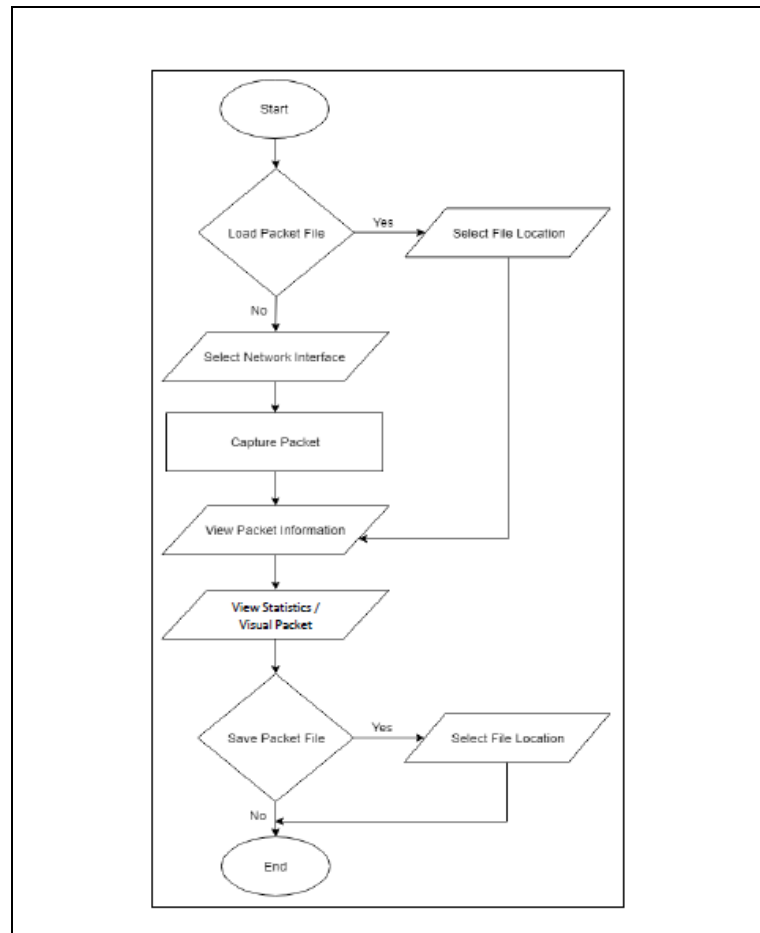 Start
Load Packet File
Yes
Select File Location
No
Select Network Interface
Capture Packet
View Packet Information
View Statistics /
Visual Packet
Save Packet File
Yes
Select File Location
No
End